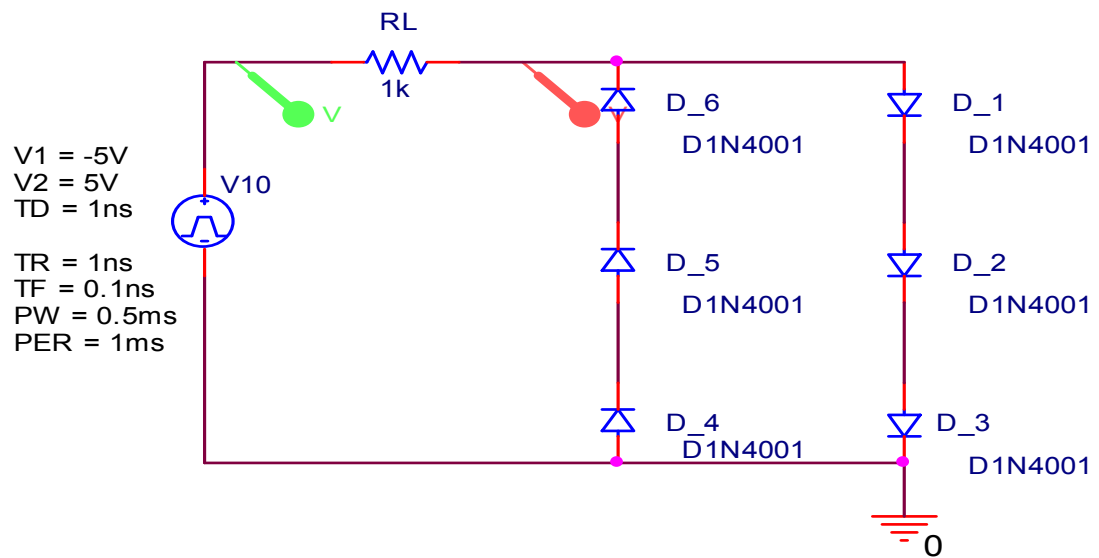 RL
1k
V
V
D_6
D1N4001
D_1
D1N4001
V1 = -5V
V2 = 5V
TD = 1ns
TR = 1ns
TF = 0.1ns
PW = 0.5ms
PER = 1ms
V10
D_5
D1N4001
D_2
D1N4001
D_4
D1N4001
D_3
D1N4001
0